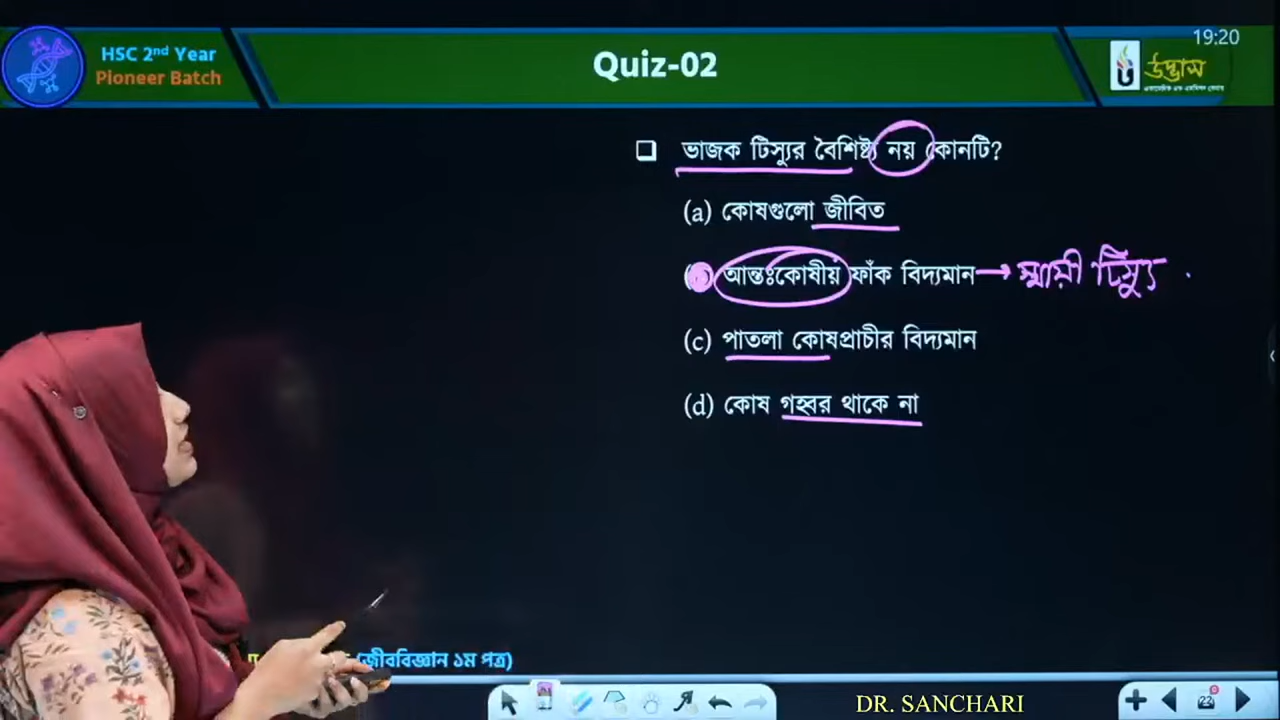 HSC 2nd Year
Pioneer Batch
Quiz-02
19:20
উদ্ভাস
ভাজক টিস্যুর বৈশিষ্ট্য নয় কোনটি?
(a) কোষগুলো জীবিত
আন্তঃকোষীয় ফাঁক বিদ্যমান → স্থায়ী টিস্যু
(c) পাতলা কোষপ্রাচীর বিদ্যমান
(d) কোষ গহ্বর থাকে না
(জীববিজ্ঞান ১ম পত্র)
DR. SANCHARI
23